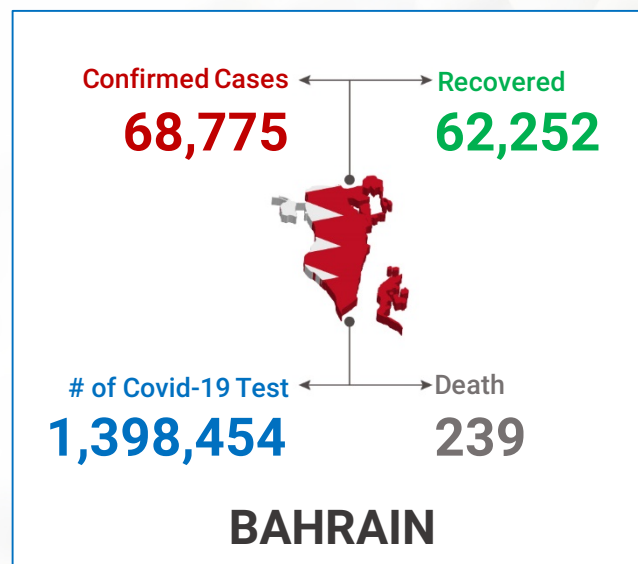 Confirmed Cases
68,775
Recovered
62,252
# of Covid-19 Test
1,398,454
Death
239
BAHRAIN